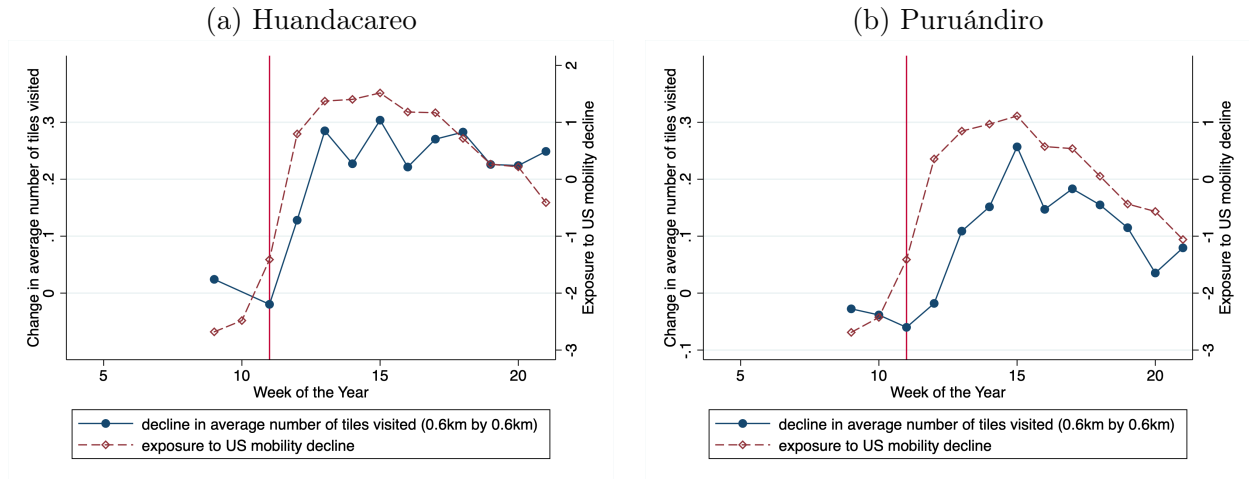 (a) Huandacareo
Change in average number of tiles visited
0 .1 .2 .3
-3 -2 -1 0 1 2
Exposure to US mobility decline
5 10 15 20
Week of the Year
decline in average number of tiles visited (0.6km by 0.6km)
exposure to US mobility decline
(b) Puruándiro
Change in average number of tiles visited
-.1 0 .1 .2 .3
-3 -2 -1 0 1
Exposure to US mobility decline
5 10 15 20
Week of the Year
decline in average number of tiles visited (0.6km by 0.6km)
exposure to US mobility decline